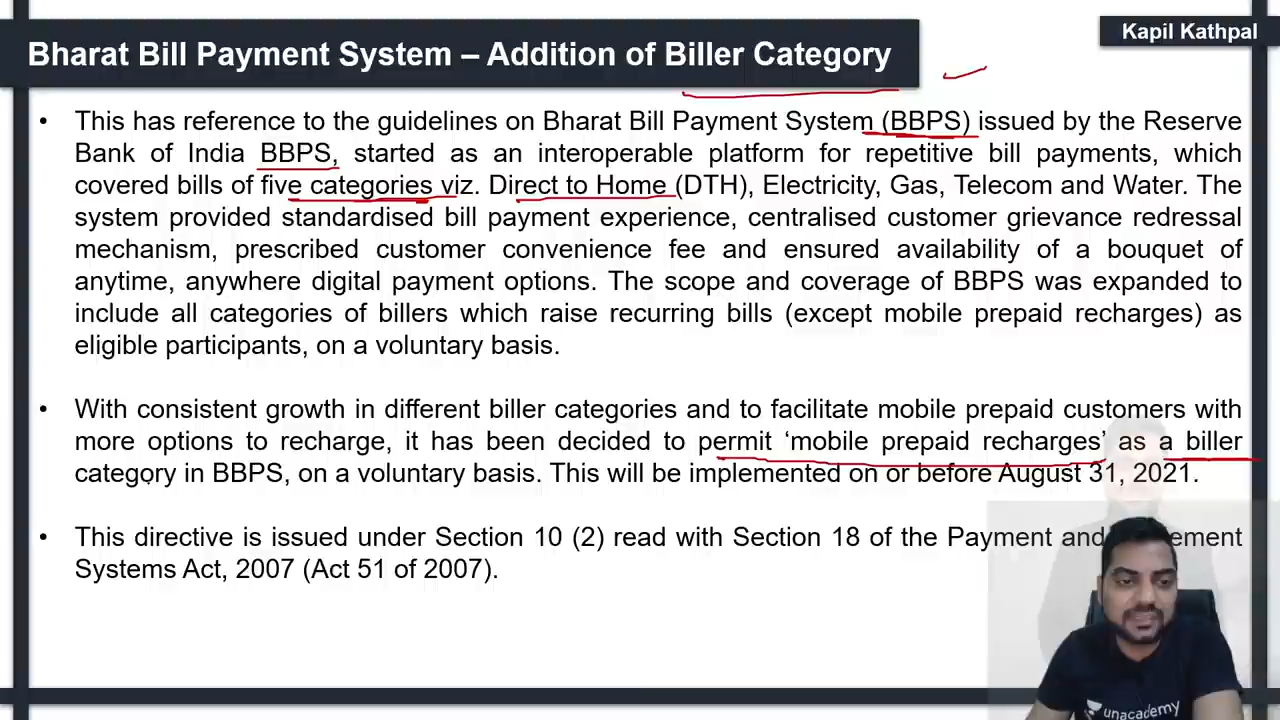 Kapil Kathpal
Bharat Bill Payment System – Addition of Biller Category
• This has reference to the guidelines on Bharat Bill Payment System (BBPS) issued by the Reserve
Bank of India BBPS, started as an interoperable platform for repetitive bill payments, which
covered bills of five categories viz. Direct to Home (DTH), Electricity, Gas, Telecom and Water. The
system provided standardised bill payment experience, centralised customer grievance redressal
mechanism, prescribed customer convenience fee and ensured availability of a bouquet of
anytime, anywhere digital payment options. The scope and coverage of BBPS was expanded to
include all categories of billers which raise recurring bills (except mobile prepaid recharges) as
eligible participants, on a voluntary basis.
• With consistent growth in different biller categories and to facilitate mobile prepaid customers with
more options to recharge, it has been decided to permit ‘mobile prepaid recharges’ as a biller
category in BBPS, on a voluntary basis. This will be implemented on or before August 31, 2021.
• This directive is issued under Section 10 (2) read with Section 18 of the Payment and
Systems Act, 2007 (Act 51 of 2007).
unacademy